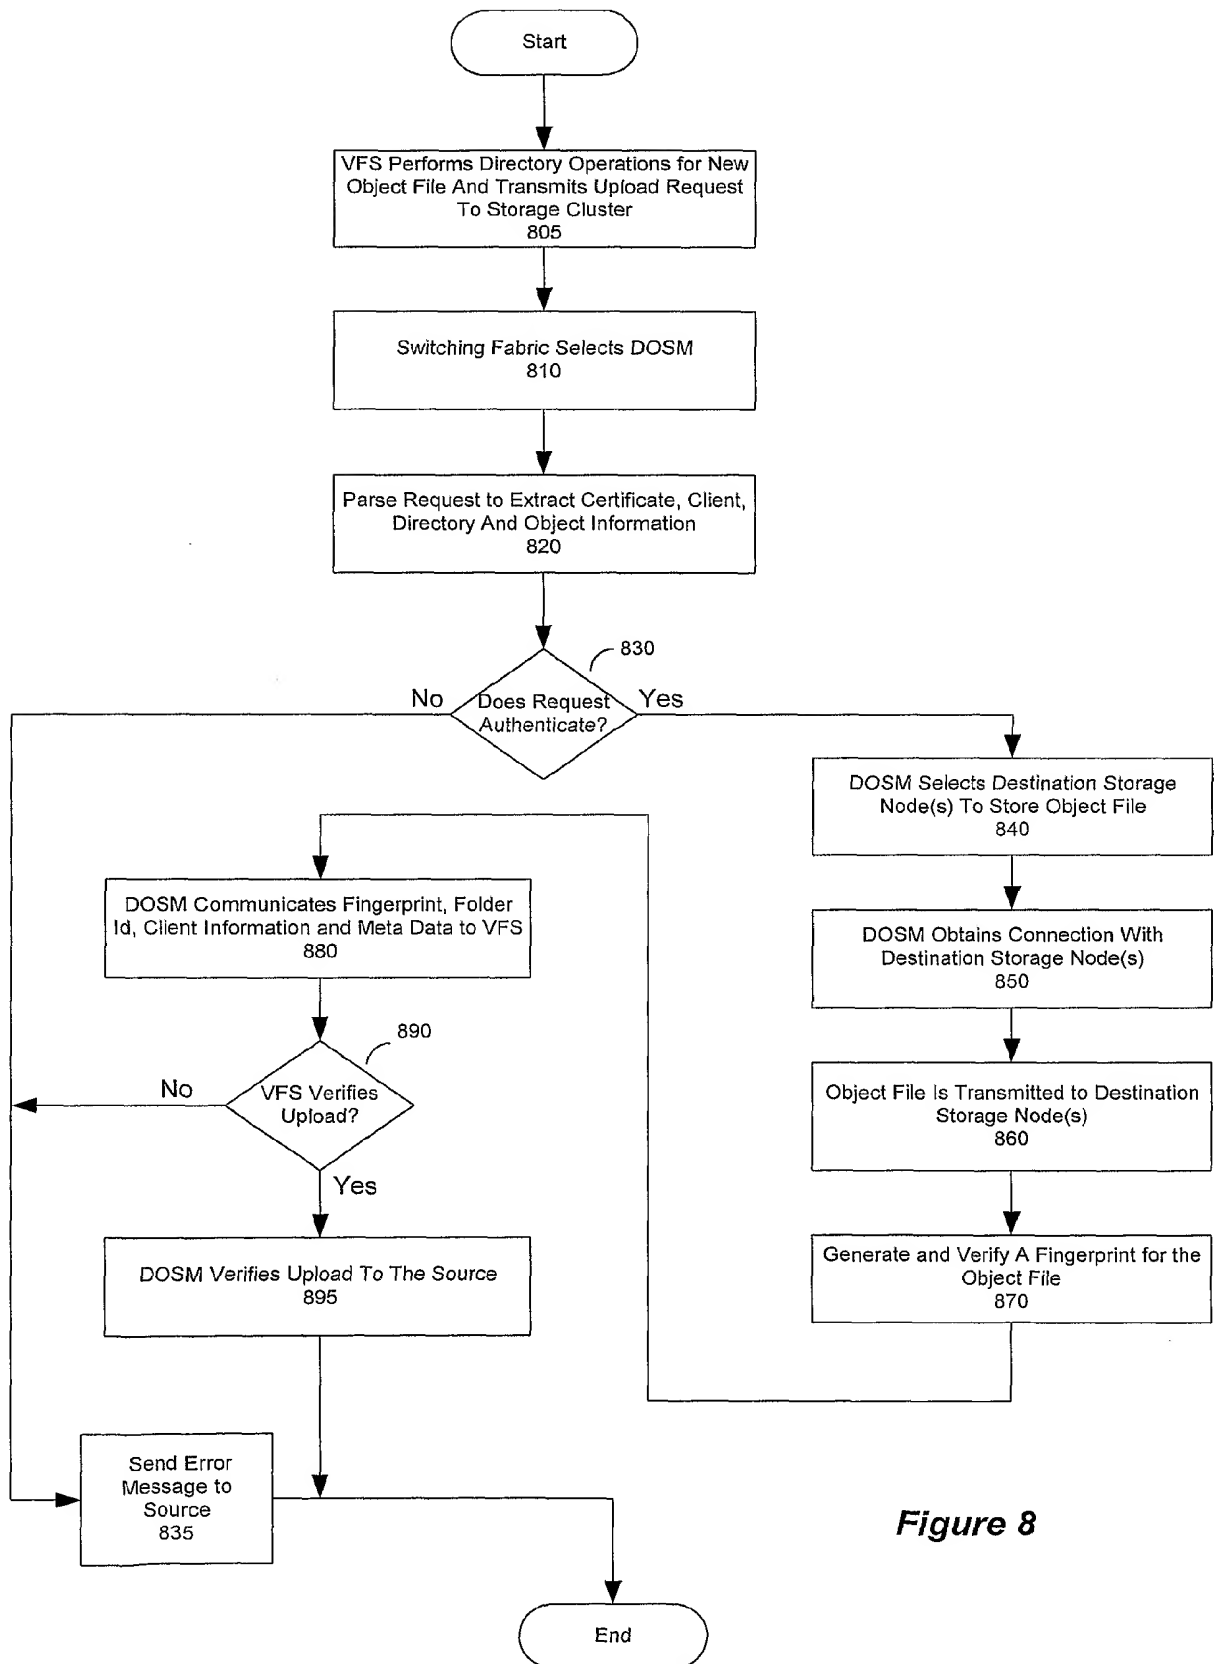 Start
VFS Performs Directory Operations for New
Object File And Transmits Upload Request
To Storage Cluster
805
Switching Fabric Selects DOSM
810
Parse Request to Extract Certificate, Client,
Directory And Object Information
820
830
No
Does Request
Authenticate?
Yes
DOSM Selects Destination Storage
Node(s) To Store Object File
840
DOSM Obtains Connection With
Destination Storage Node(s)
850
Object File Is Transmitted to Destination
Storage Node(s)
860
Generate and Verify A Fingerprint for the
Object File
870
DOSM Communicates Fingerprint, Folder
Id, Client Information and Meta Data to VFS
880
890
No
VFS Verifies
Upload?
Yes
DOSM Verifies Upload To The Source
895
Send Error
Message to
Source
835
Figure 8
End